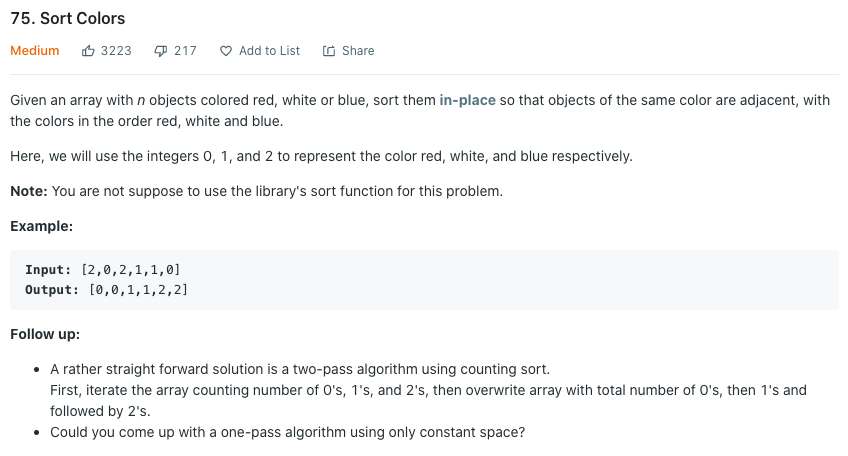 75. Sort Colors
Medium 3223 217 Add to List Share
Given an array with n objects colored red, white or blue, sort them in-place so that objects of the same color are adjacent, with
the colors in the order red, white and blue.
Here, we will use the integers 0, 1, and 2 to represent the color red, white, and blue respectively.
Note: You are not suppose to use the library's sort function for this problem.
Example:
Input: [2,0,2,1,1,0]
Output: [0,0,1,1,2,2]
Follow up:
• A rather straight forward solution is a two-pass algorithm using counting sort.
First, iterate the array counting number of 0's, 1's, and 2's, then overwrite array with total number of 0's, then 1's and
followed by 2's.
• Could you come up with a one-pass algorithm using only constant space?